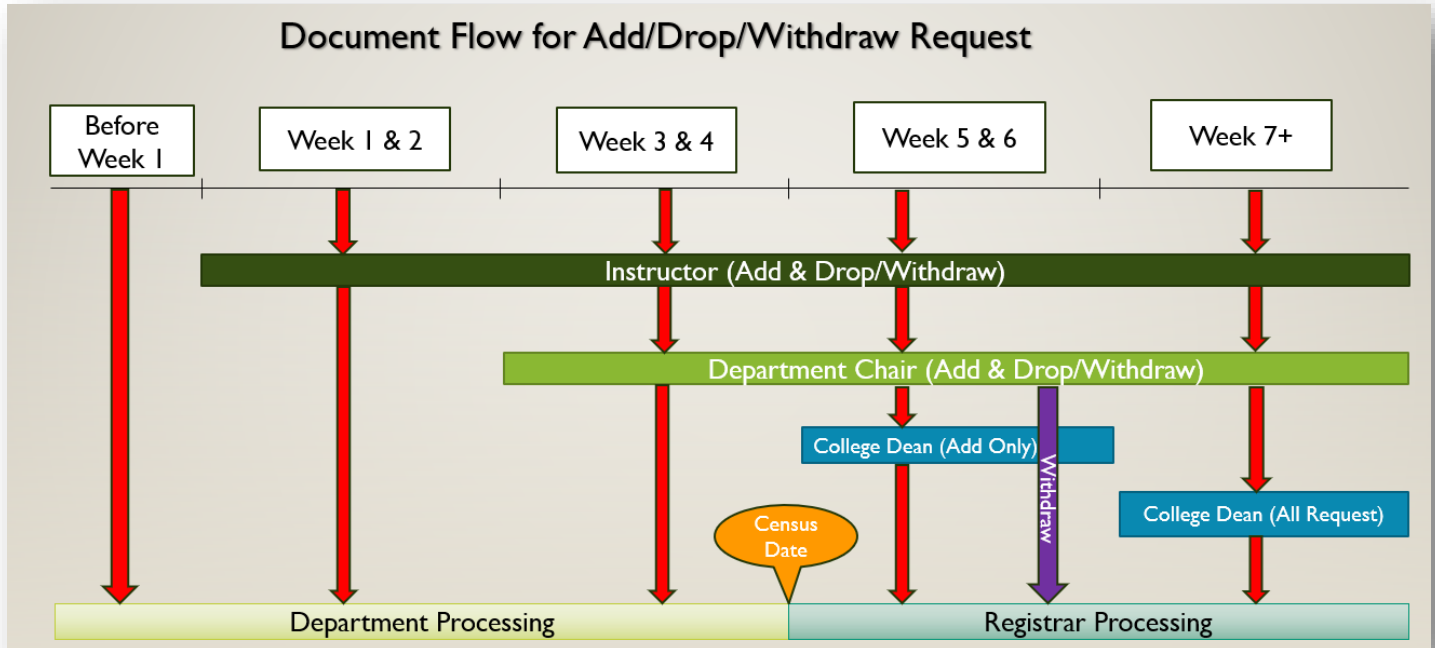 Document Flow for Add/Drop/Withdraw Request
Before
Week 1
Week 1 & 2
Week 3 & 4
Week 5 & 6
Week 7+
Instructor (Add & Drop/Withdraw)
Department Chair (Add & Drop/Withdraw)
College Dean (Add Only)
Withdraw
College Dean (All Request)
Census
Date
Department Processing
Registrar Processing